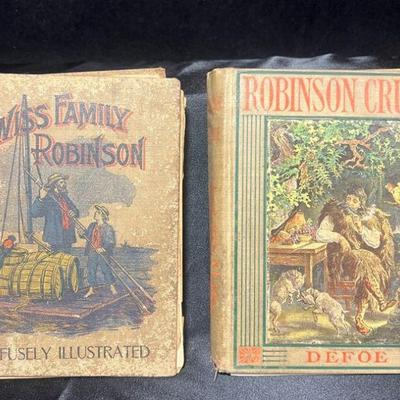 WISS FAMILY
ROBINSON
FUSELY ILLUSTRATED
ROBINSON CRU
DEFOE